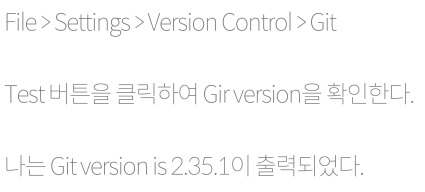 File > Settings > Version Control > Git
Test 버튼을 클릭하여 Gir version을 확인한다.
나는 Git version is 2.35.1이 출력되었다.